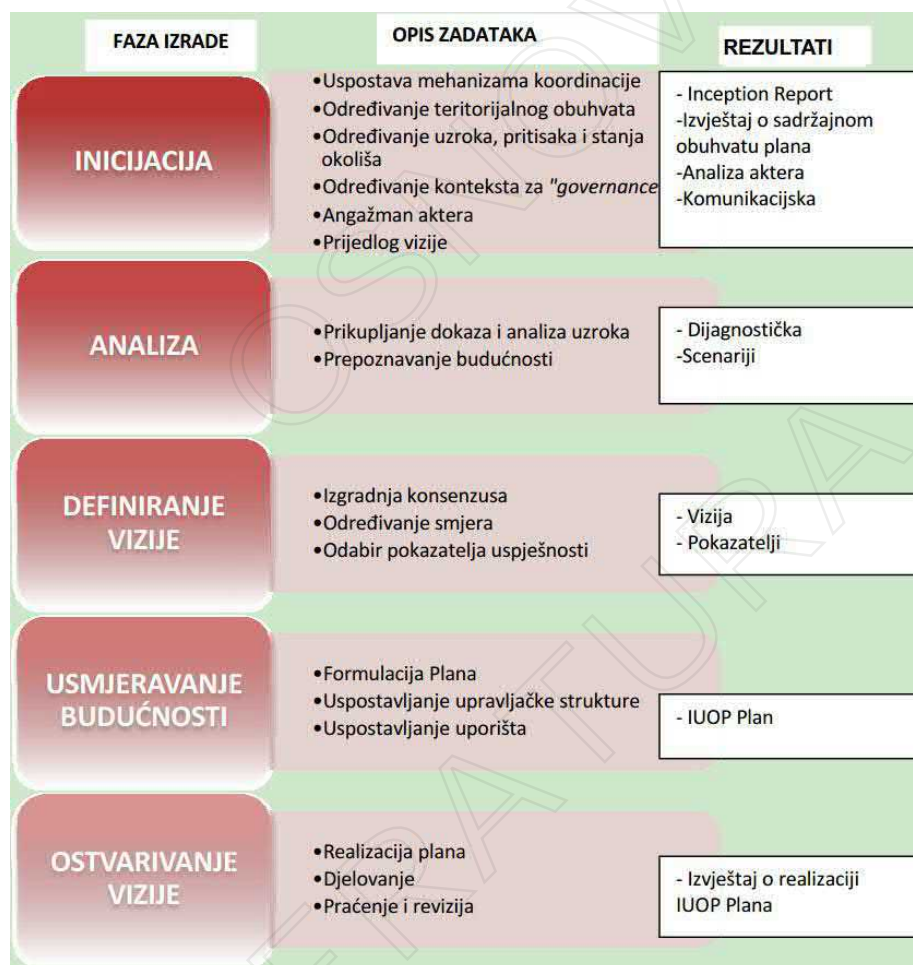 FAZA IZRADE
OPIS ZADATAKA
REZULTATI
INICIJACIJA
•Uspostava mehanizama koordinacije
•Određivanje teritorijalnog obuhvata
•Određivanje uzroka, pritisaka i stanja
okoliša
•Određivanje konteksta za "governance
•Angažman aktera
•Prijedlog vizije
- Inception Report
-Izvještaj o sadržajnom
obuhvatu plana
- Analiza aktera
- Komunikacijska
ANALIZA
•Prikupljanje dokaza i analiza uzroka
•Prepoznavanje budućnosti
- Dijagnostička
-Scenariji
DEFINIRANJE
VIZIJE
•Izgradnja konsenzusa
•Određivanje smjera
•Odabir pokazatelja uspješnosti
- Vizija
- Pokazatelji
USMJERAVANJE
BUDUĆNOSTI
•Formulacija Plana
•Uspostavljanje upravljačke strukture
•Uspostavljanje uporišta
- IUOP Plan
OSTVARIVANJE
VIZIJE
•Realizacija plana
•Djelovanje
•Praćenje i revizija
- Izvještaj o realizaciji
IUOP Plana